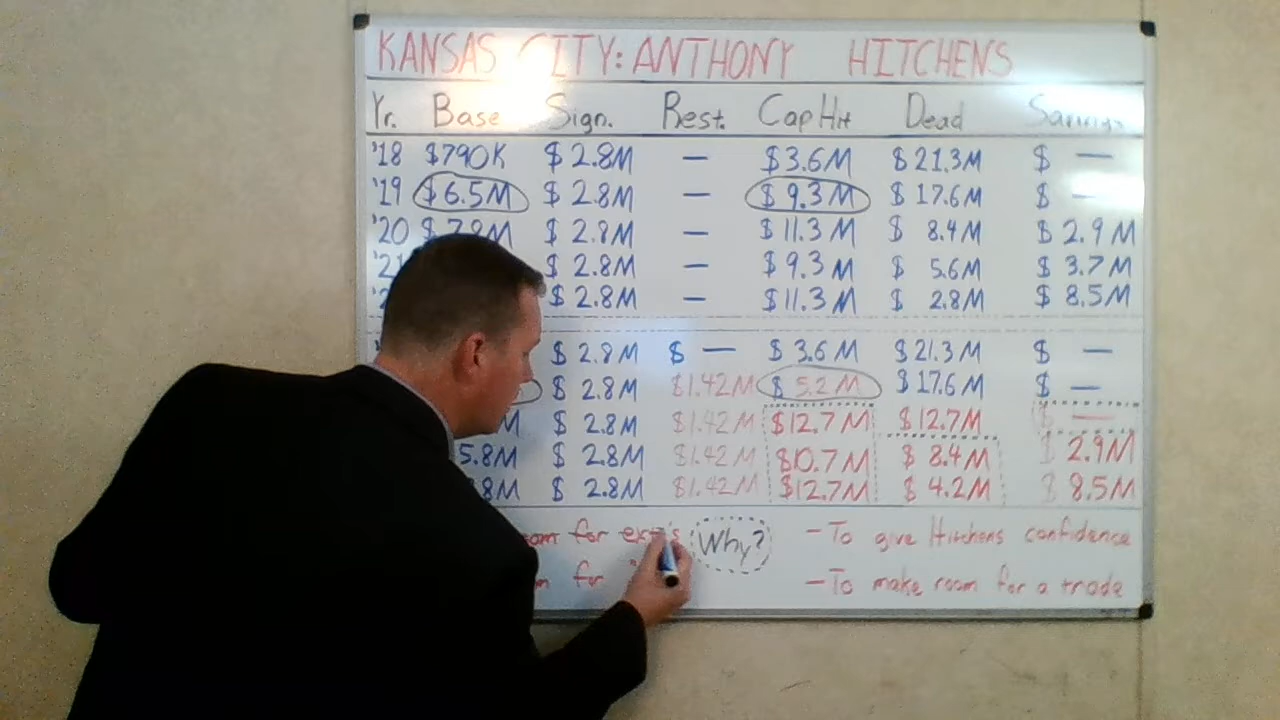 KANSAS CITY: ANTHONY HITCHENS
Yr. Base Sign. Rest. Cap Hit Dead Savings
'18 $790K $2.8M — $3.6M $21.3M $ —
'19 $6.5M $2.8M — $9.3M $17.6M $ —
'20 $2.8M — $11.3M $8.4M $2.9M
'21 $2.8M — $9.3M $5.6M $3.7M
$2.8M — $11.3M $2.8M $8.5M
$2.8M $ — $3.6M $21.3M $ —
$2.8M $1.42M $5.2M $17.6M $ —
M $2.8M $1.42M $12.7M $12.7M $ —
5.8M $2.8M $1.42M $10.7M $8.4M $2.9M
8M $2.8M $1.42M $12.7M $4.2M $8.5M
for Why? - To give Hitchens confidence
for - To make room for a trade